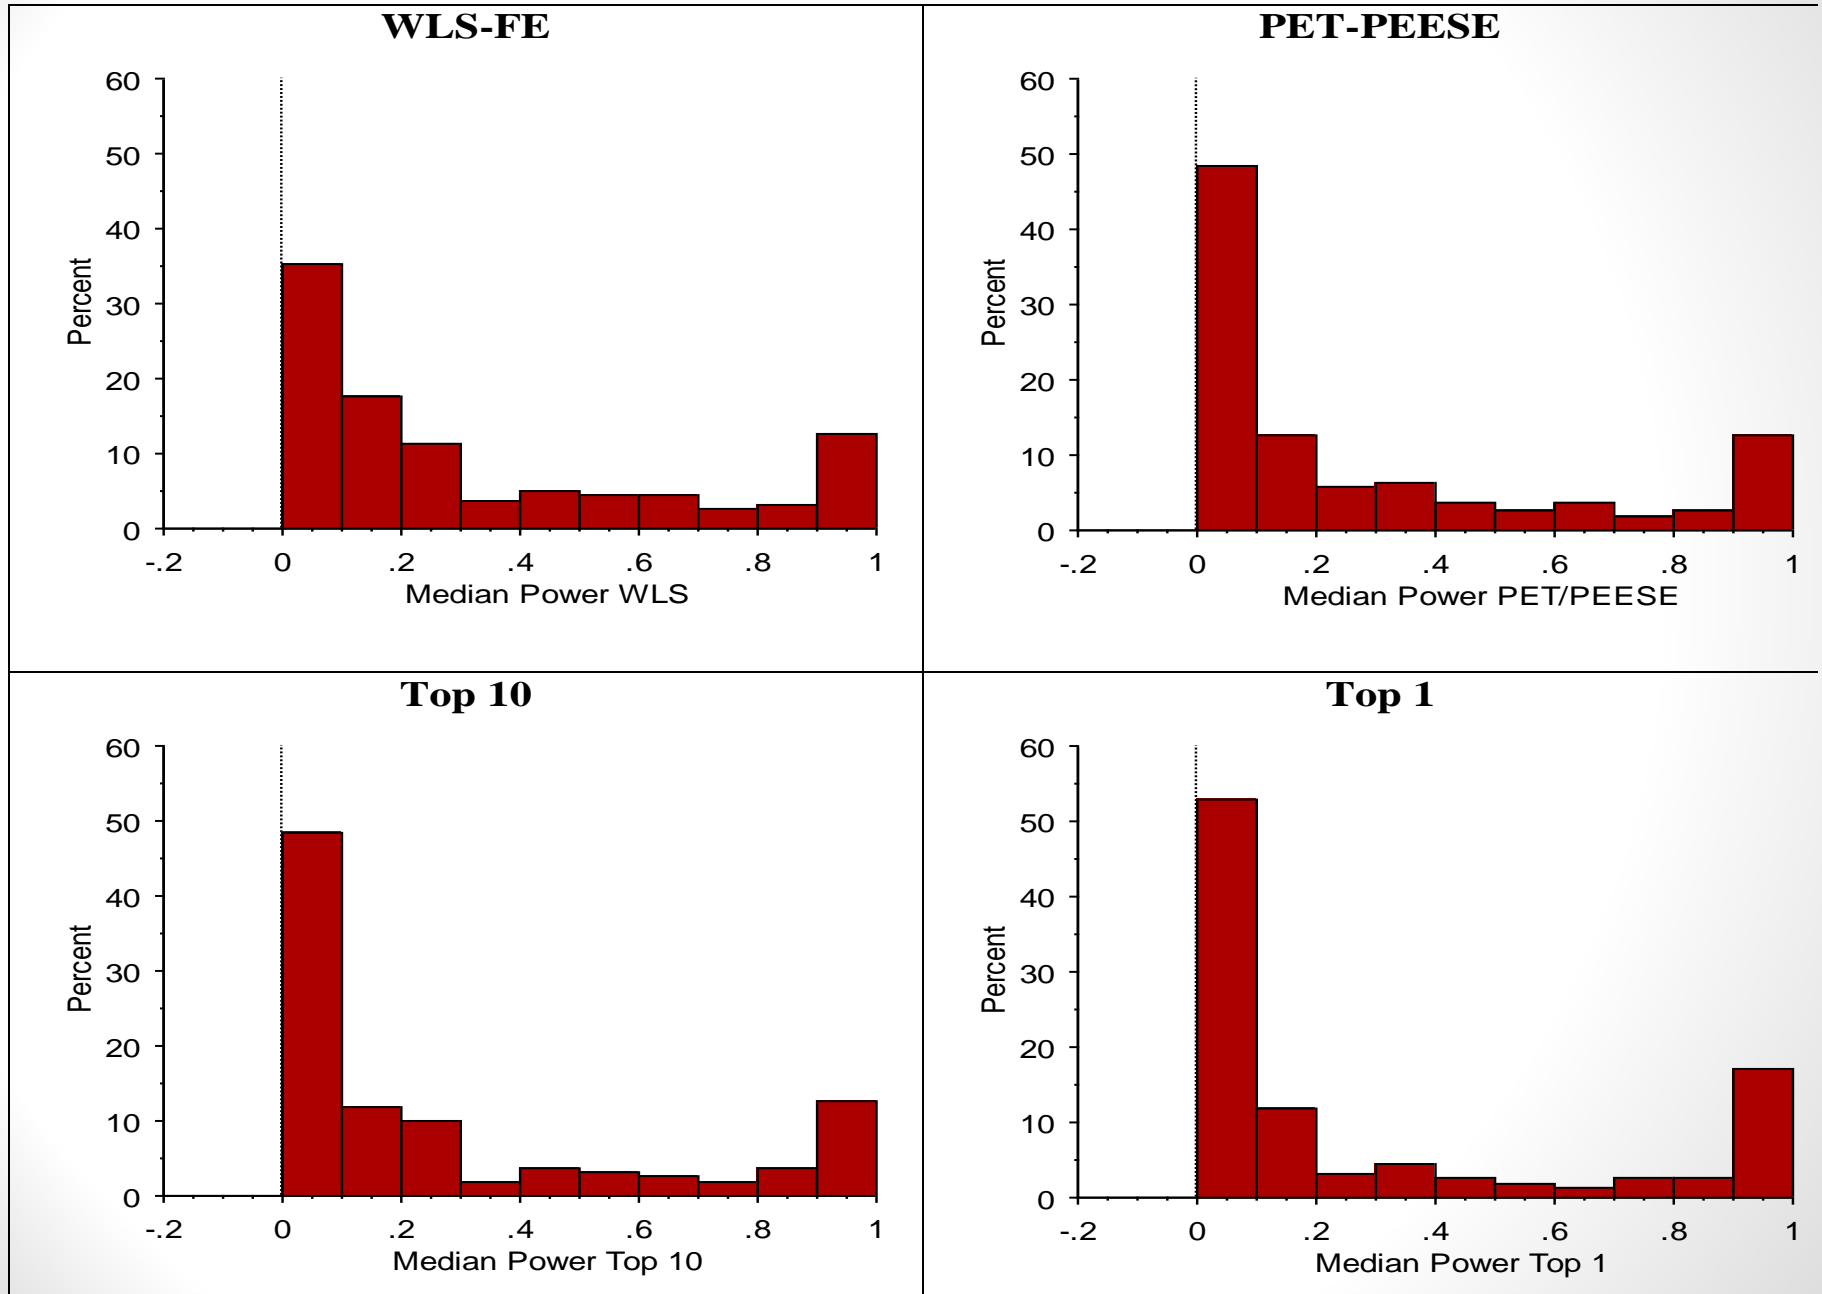 WLS-FE
60
50
40
30
20
10
0
Percent
-.2 0 .2 .4 .6 .8 1
Median Power WLS
PET-PEESE
60
50
40
30
20
10
0
Percent
-.2 0 .2 .4 .6 .8 1
Median Power PET/PEESE
Top 10
60
50
40
30
20
10
0
Percent
-.2 0 .2 .4 .6 .8 1
Median Power Top 10
Top 1
60
50
40
30
20
10
0
Percent
-.2 0 .2 .4 .6 .8 1
Median Power Top 1